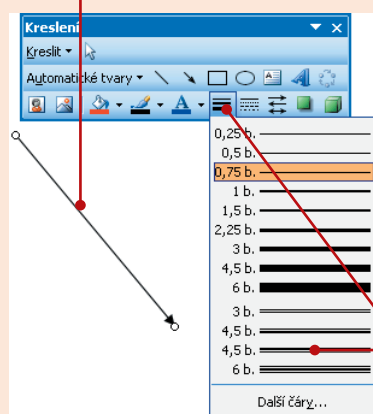 Kreslení
Kreslit
Automatické tvary
0,25 b.
0,5 b.
0,75 b.
1 b.
1,5 b.
2,25 b.
3 b.
4,5 b.
6 b.
3 b.
4,5 b.
4,5 b.
6 b.
Další čáry...